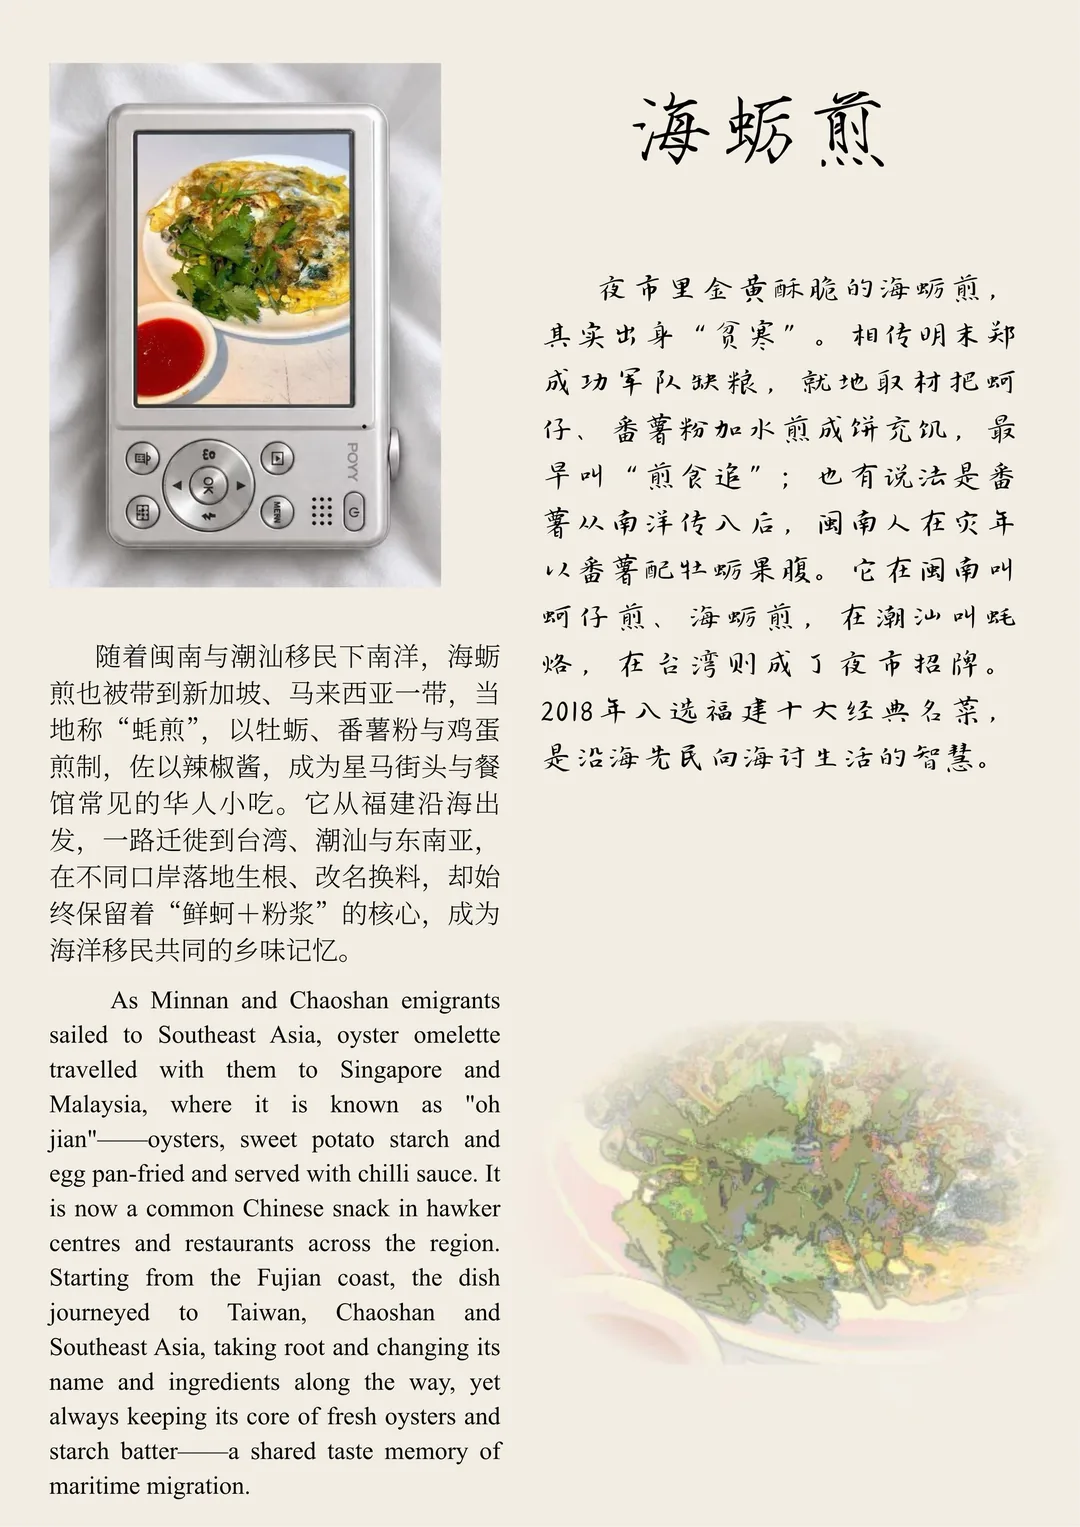 海蛎煎
夜市里金黄酥脆的海蛎煎，
其实出身“贫寒”。相传明末郑
成功军队缺粮，就地取材把蚵
仔、番薯粉加水煎成饼充饥，最
早叫“煎食追”；也有说法是番
薯从南洋传入后，闽南人在灾年
以番薯配牡蛎果腹。它在闽南叫
蚵仔煎、海蛎煎，在潮汕叫蚝
烙，在台湾则成了夜市招牌。
2018年入选福建十大经典名菜，
是沿海先民向海讨生活的智慧。
POYY
OK
MENU
随着闽南与潮汕移民下南洋，海蛎
煎也被带到新加坡、马来西亚一带，当
地称“蚝煎”，以牡蛎、番薯粉与鸡蛋
煎制，佐以辣椒酱，成为星马街头与餐
馆常见的华人小吃。它从福建沿海出
发，一路迁徙到台湾、潮汕与东南亚，
在不同口岸落地生根、改名换料，却始
终保留着“鲜蚵＋粉浆”的核心，成为
海洋移民共同的乡味记忆。
As Minnan and Chaoshan emigrants
sailed to Southeast Asia, oyster omelette
travelled with them to Singapore and
Malaysia, where it is known as "oh
jian"——oysters, sweet potato starch and
egg pan-fried and served with chilli sauce. It
is now a common Chinese snack in hawker
centres and restaurants across the region.
Starting from the Fujian coast, the dish
journeyed to Taiwan, Chaoshan and
Southeast Asia, taking root and changing its
name and ingredients along the way, yet
always keeping its core of fresh oysters and
starch batter——a shared taste memory of
maritime migration.